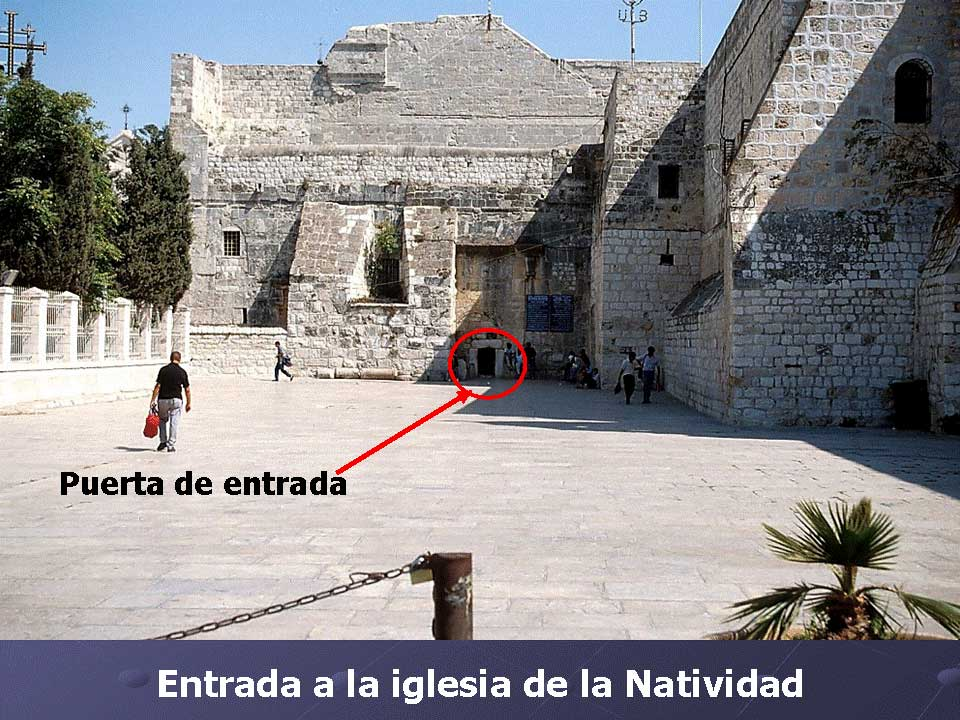 Puerta de entrada
Entrada a la iglesia de la Natividad